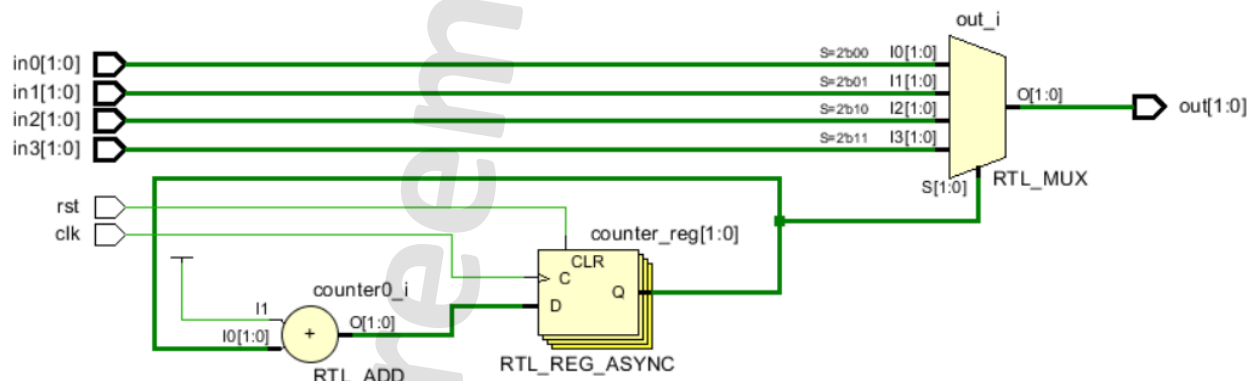 out_i
in0[1:0] S=2'b00 I0[1:0]
in1[1:0] S=2'b01 I1[1:0] O[1:0] out[1:0]
in2[1:0] S=2'b10 I2[1:0]
in3[1:0] S=2'b11 I3[1:0]
S[1:0] RTL_MUX
rst
clk counter_reg[1:0]
CLR
C
counter0_i Q
I1 D
I0[1:0] + O[1:0]
RTL_REG_ASYNC
RTL_ADD
reem